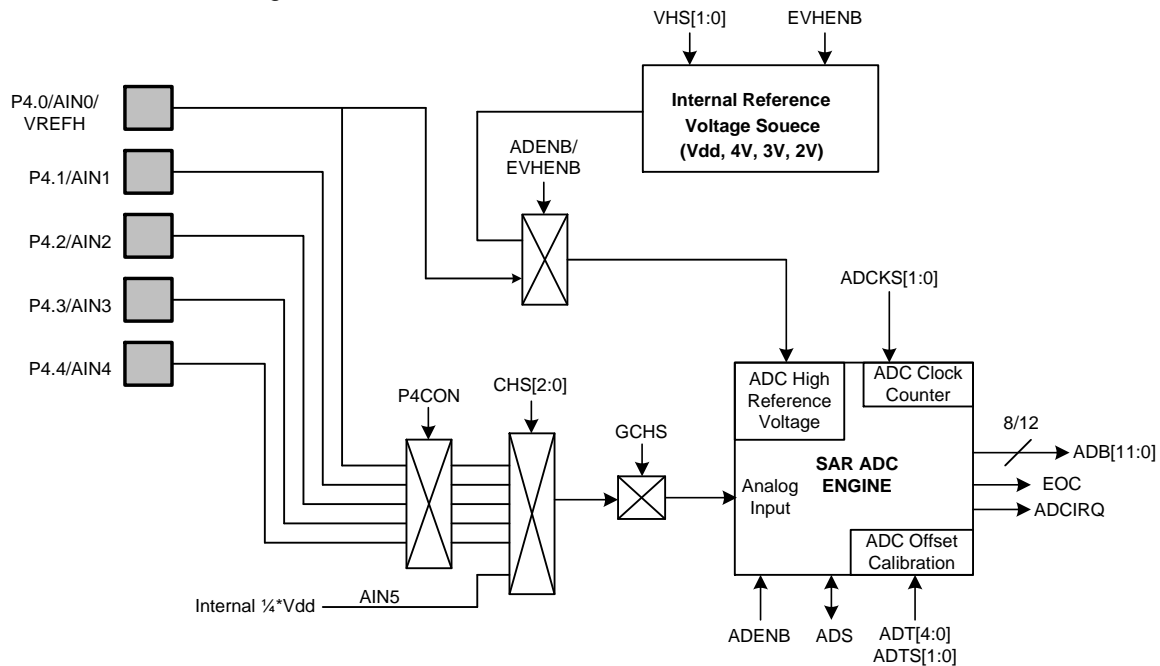 VHS[1:0] EVHENB
P4.0/AIN0/
VREFH
Internal Reference
Voltage Souece
(Vdd, 4V, 3V, 2V)
ADENB/
EVHENB
P4.1/AIN1
P4.2/AIN2
P4.3/AIN3
ADCKS[1:0]
P4.4/AIN4
P4CON
CHS[2:0]
GCHS
ADC High
Reference
Voltage
ADC Clock
Counter
8/12
ADB[11:0]
SAR ADC
ENGINE
Analog
Input
EOC
ADCIRQ
ADC Offset
Calibration
Internal ¼*Vdd
AIN5
ADENB
ADS
ADT[4:0]
ADTS[1:0]